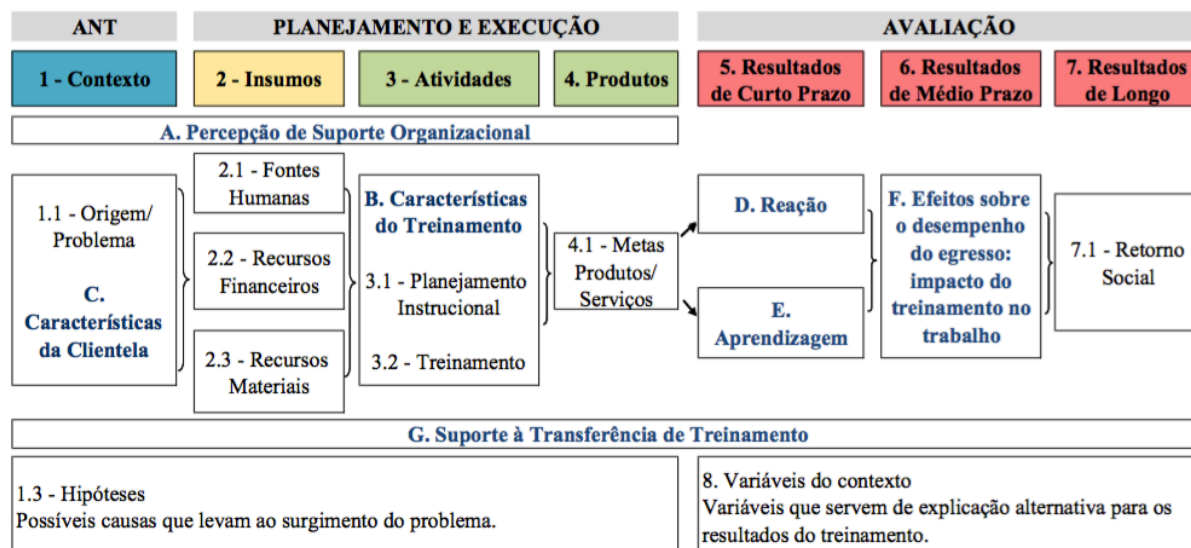 ANT
PLANEJAMENTO E EXECUÇÃO
AVALIAÇÃO
1 - Contexto
2 - Insumos
3 - Atividades
4. Produtos
5. Resultados
de Curto Prazo
6. Resultados
de Médio Prazo
7. Resultados
de Longo
A. Percepção de Suporte Organizacional
1.1 - Origem/
Problema
C.
Características
da Clientela
2.1 - Fontes
Humanas
2.2 - Recursos
Financeiros
2.3 - Recursos
Materiais
B. Características
do Treinamento
3.1 - Planejamento
Instrucional
3.2 - Treinamento
4.1 - Metas
Produtos/
Serviços
D. Reação
E.
Aprendizagem
F. Efeitos sobre
o desempenho
do egresso:
impacto do
treinamento no
trabalho
7.1 - Retorno
Social
G. Suporte à Transferência de Treinamento
1.3 - Hipóteses
Possíveis causas que levam ao surgimento do problema.
8. Variáveis do contexto
Variáveis que servem de explicação alternativa para os
resultados do treinamento.